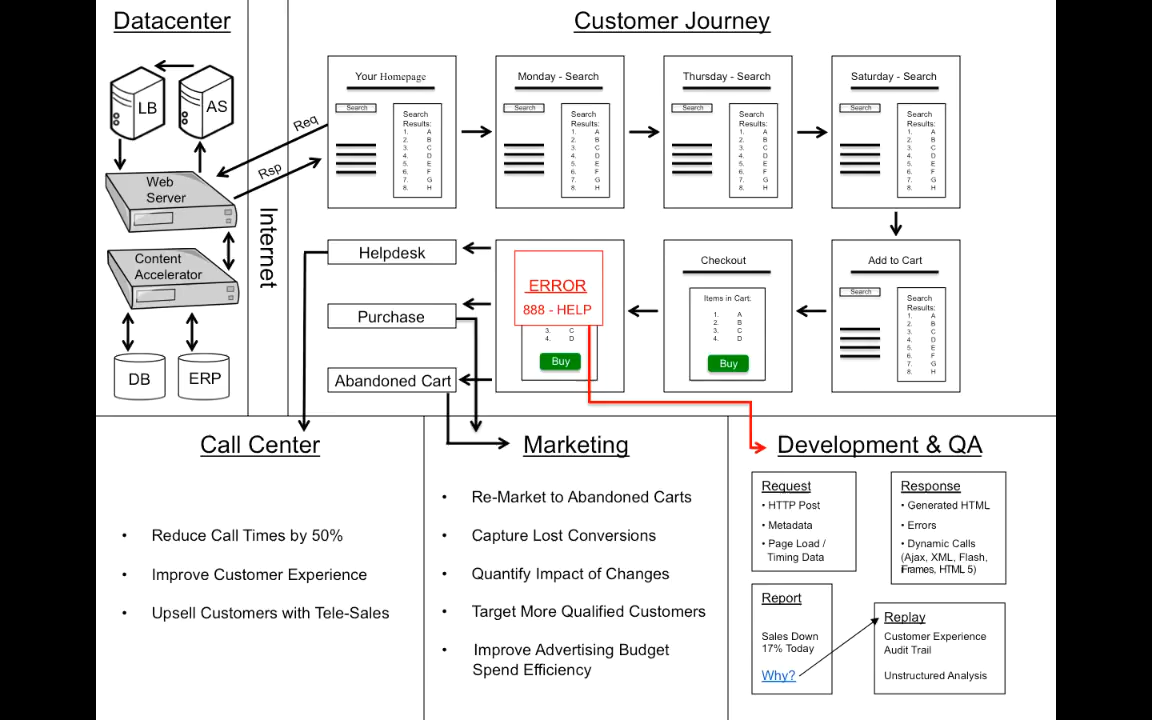 Datacenter
Customer Journey
LB
AS
Web
Server
Content
Accelerator
DB
ERP
Internet
Req
Rsp
Your Homepage
Search
Search
Results:
1. A
2. B
3. C
4. D
5. E
6. F
7. G
8. H
Monday - Search
Search
Search
Results:
1. A
2. B
3. C
4. D
5. E
6. F
7. G
8. H
Thursday - Search
Search
Search
Results:
1. A
2. B
3. C
4. D
5. E
6. F
7. G
8. H
Saturday - Search
Search
Search
Results:
1. A
2. B
3. C
4. D
5. E
6. F
7. G
8. H
Helpdesk
Purchase
Abandoned Cart
ERROR
888 - HELP
3. C
4. D
Buy
Checkout
Items in Cart:
1. A
2. B
3. C
4. D
Buy
Add to Cart
Search
Search
Results:
1. A
2. B
3. C
4. D
5. E
6. F
7. G
8. H
Call Center
• Reduce Call Times by 50%
• Improve Customer Experience
• Upsell Customers with Tele-Sales
Marketing
• Re-Market to Abandoned Carts
• Capture Lost Conversions
• Quantify Impact of Changes
• Target More Qualified Customers
• Improve Advertising Budget
Spend Efficiency
Development & QA
Request
• HTTP Post
• Metadata
• Page Load /
Timing Data
Response
• Generated HTML
• Errors
• Dynamic Calls
(Ajax, XML, Flash,
Frames, HTML 5)
Report
Sales Down
17% Today
Why?
Replay
Customer Experience
Audit Trail
Unstructured Analysis